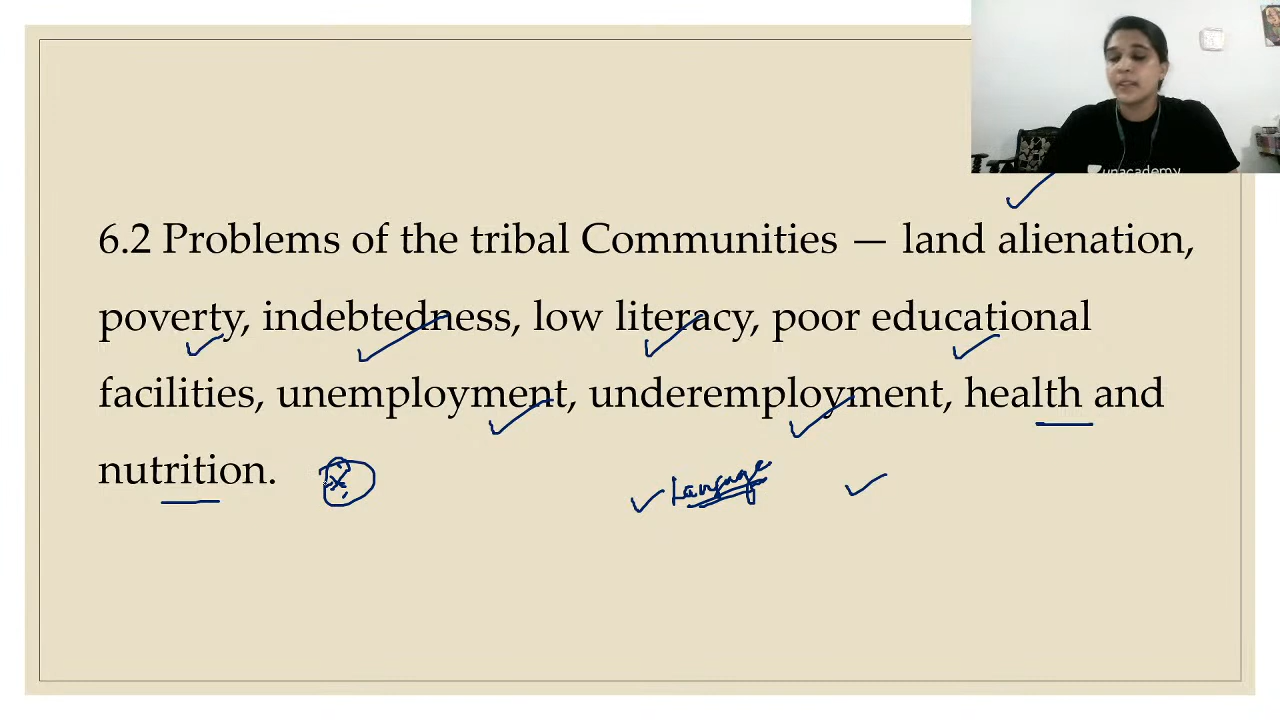 unacademy
6.2 Problems of the tribal Communities — land alienation,
poverty, indebtedness, low literacy, poor educational
facilities, unemployment, underemployment, health and
nutrition.
Language